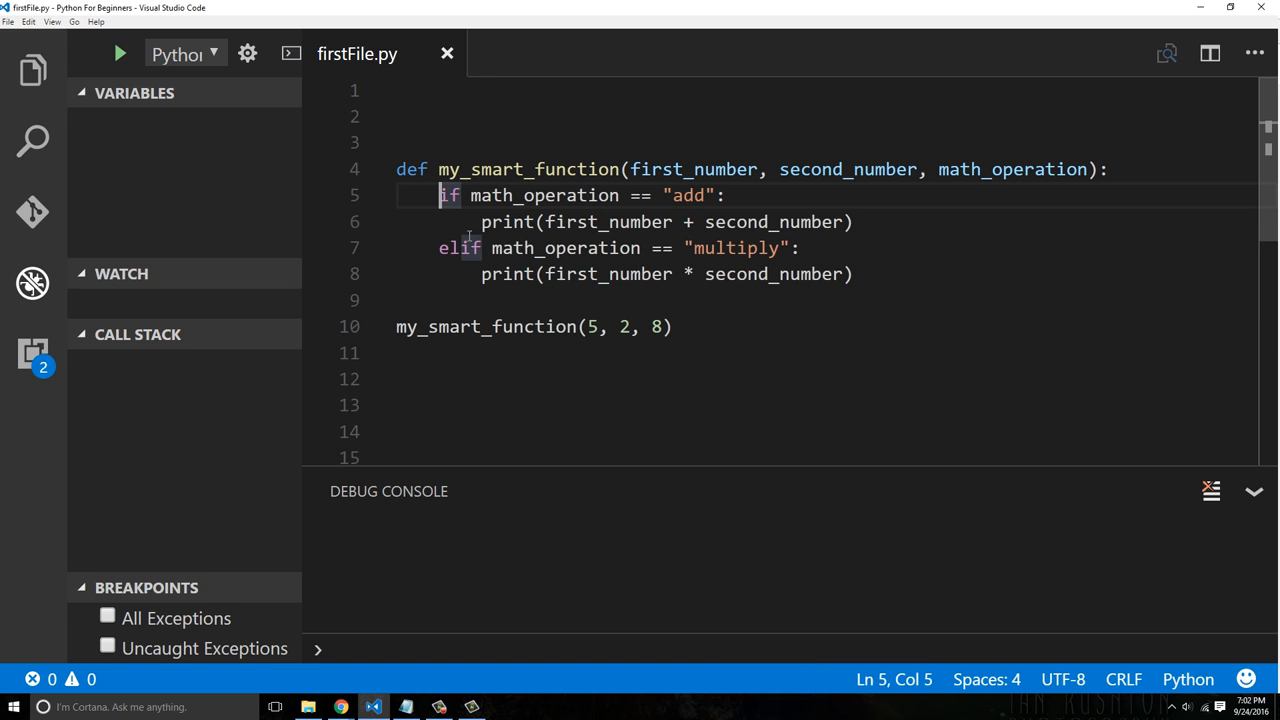 firstFile.py - Python For Beginners - Visual Studio Code
File Edit View Go Help
Python
firstFile.py
VARIABLES
WATCH
CALL STACK
BREAKPOINTS
All Exceptions
Uncaught Exceptions
1
2
3
4 def my_smart_function(first_number, second_number, math_operation):
5 if math_operation == "add":
6 print(first_number + second_number)
7 elif math_operation == "multiply":
8 print(first_number * second_number)
9
10 my_smart_function(5, 2, 8)
11
12
13
14
15
2
DEBUG CONSOLE
0 0 Ln 5, Col 5 Spaces: 4 UTF-8 CRLF Python
I'm Cortana. Ask me anything.
7:02 PM
9/24/2016